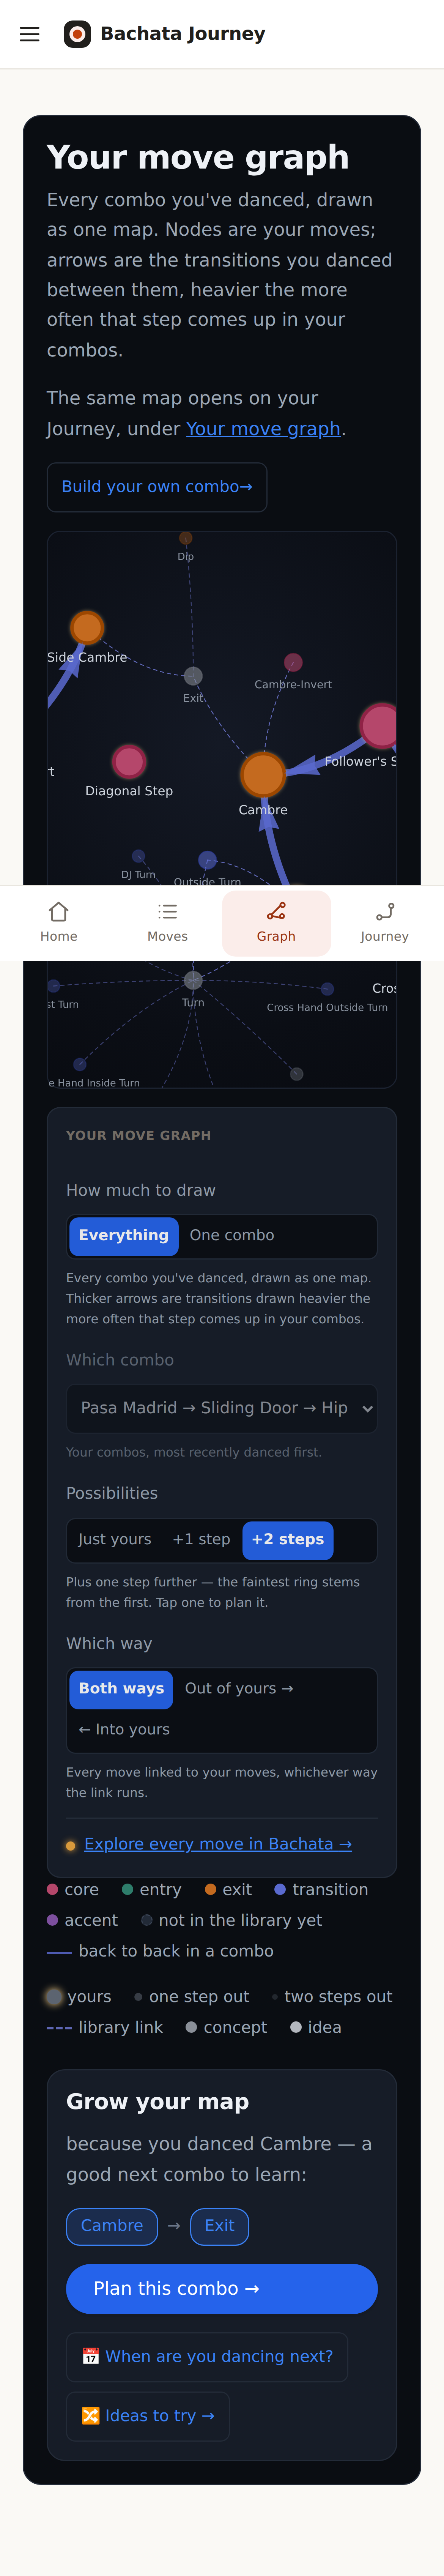 Bachata Journey
Your move graph
Every combo you've danced, drawn
as one map. Nodes are your moves;
arrows are the transitions you danced
between them, heavier the more
often that step comes up in your
combos.
The same map opens on your
Journey, under Your move graph.
Build your own combo→
Dip
Side Cambre
Exit
Cambre-Invert
Follower's S
rt
Diagonal Step
Cambre
DJ Turn
Outside Turn
Home
Moves
Graph
Journey
st Turn
Turn
Cros
Cross Hand Outside Turn
e Hand Inside Turn
YOUR MOVE GRAPH
How much to draw
Everything
One combo
Every combo you've danced, drawn as one map.
Thicker arrows are transitions drawn heavier the
more often that step comes up in your combos.
Which combo
Pasa Madrid → Sliding Door → Hip
Your combos, most recently danced first.
Possibilities
Just yours
+1 step
+2 steps
Plus one step further — the faintest ring stems
from the first. Tap one to plan it.
Which way
Both ways
Out of yours →
← Into yours
Every move linked to your moves, whichever way
the link runs.
Explore every move in Bachata →
core entry exit transition
accent not in the library yet
back to back in a combo
yours one step out two steps out
library link concept idea
Grow your map
because you danced Cambre — a
good next combo to learn:
Cambre → Exit
Plan this combo →
📅 When are you dancing next?
🔀 Ideas to try →